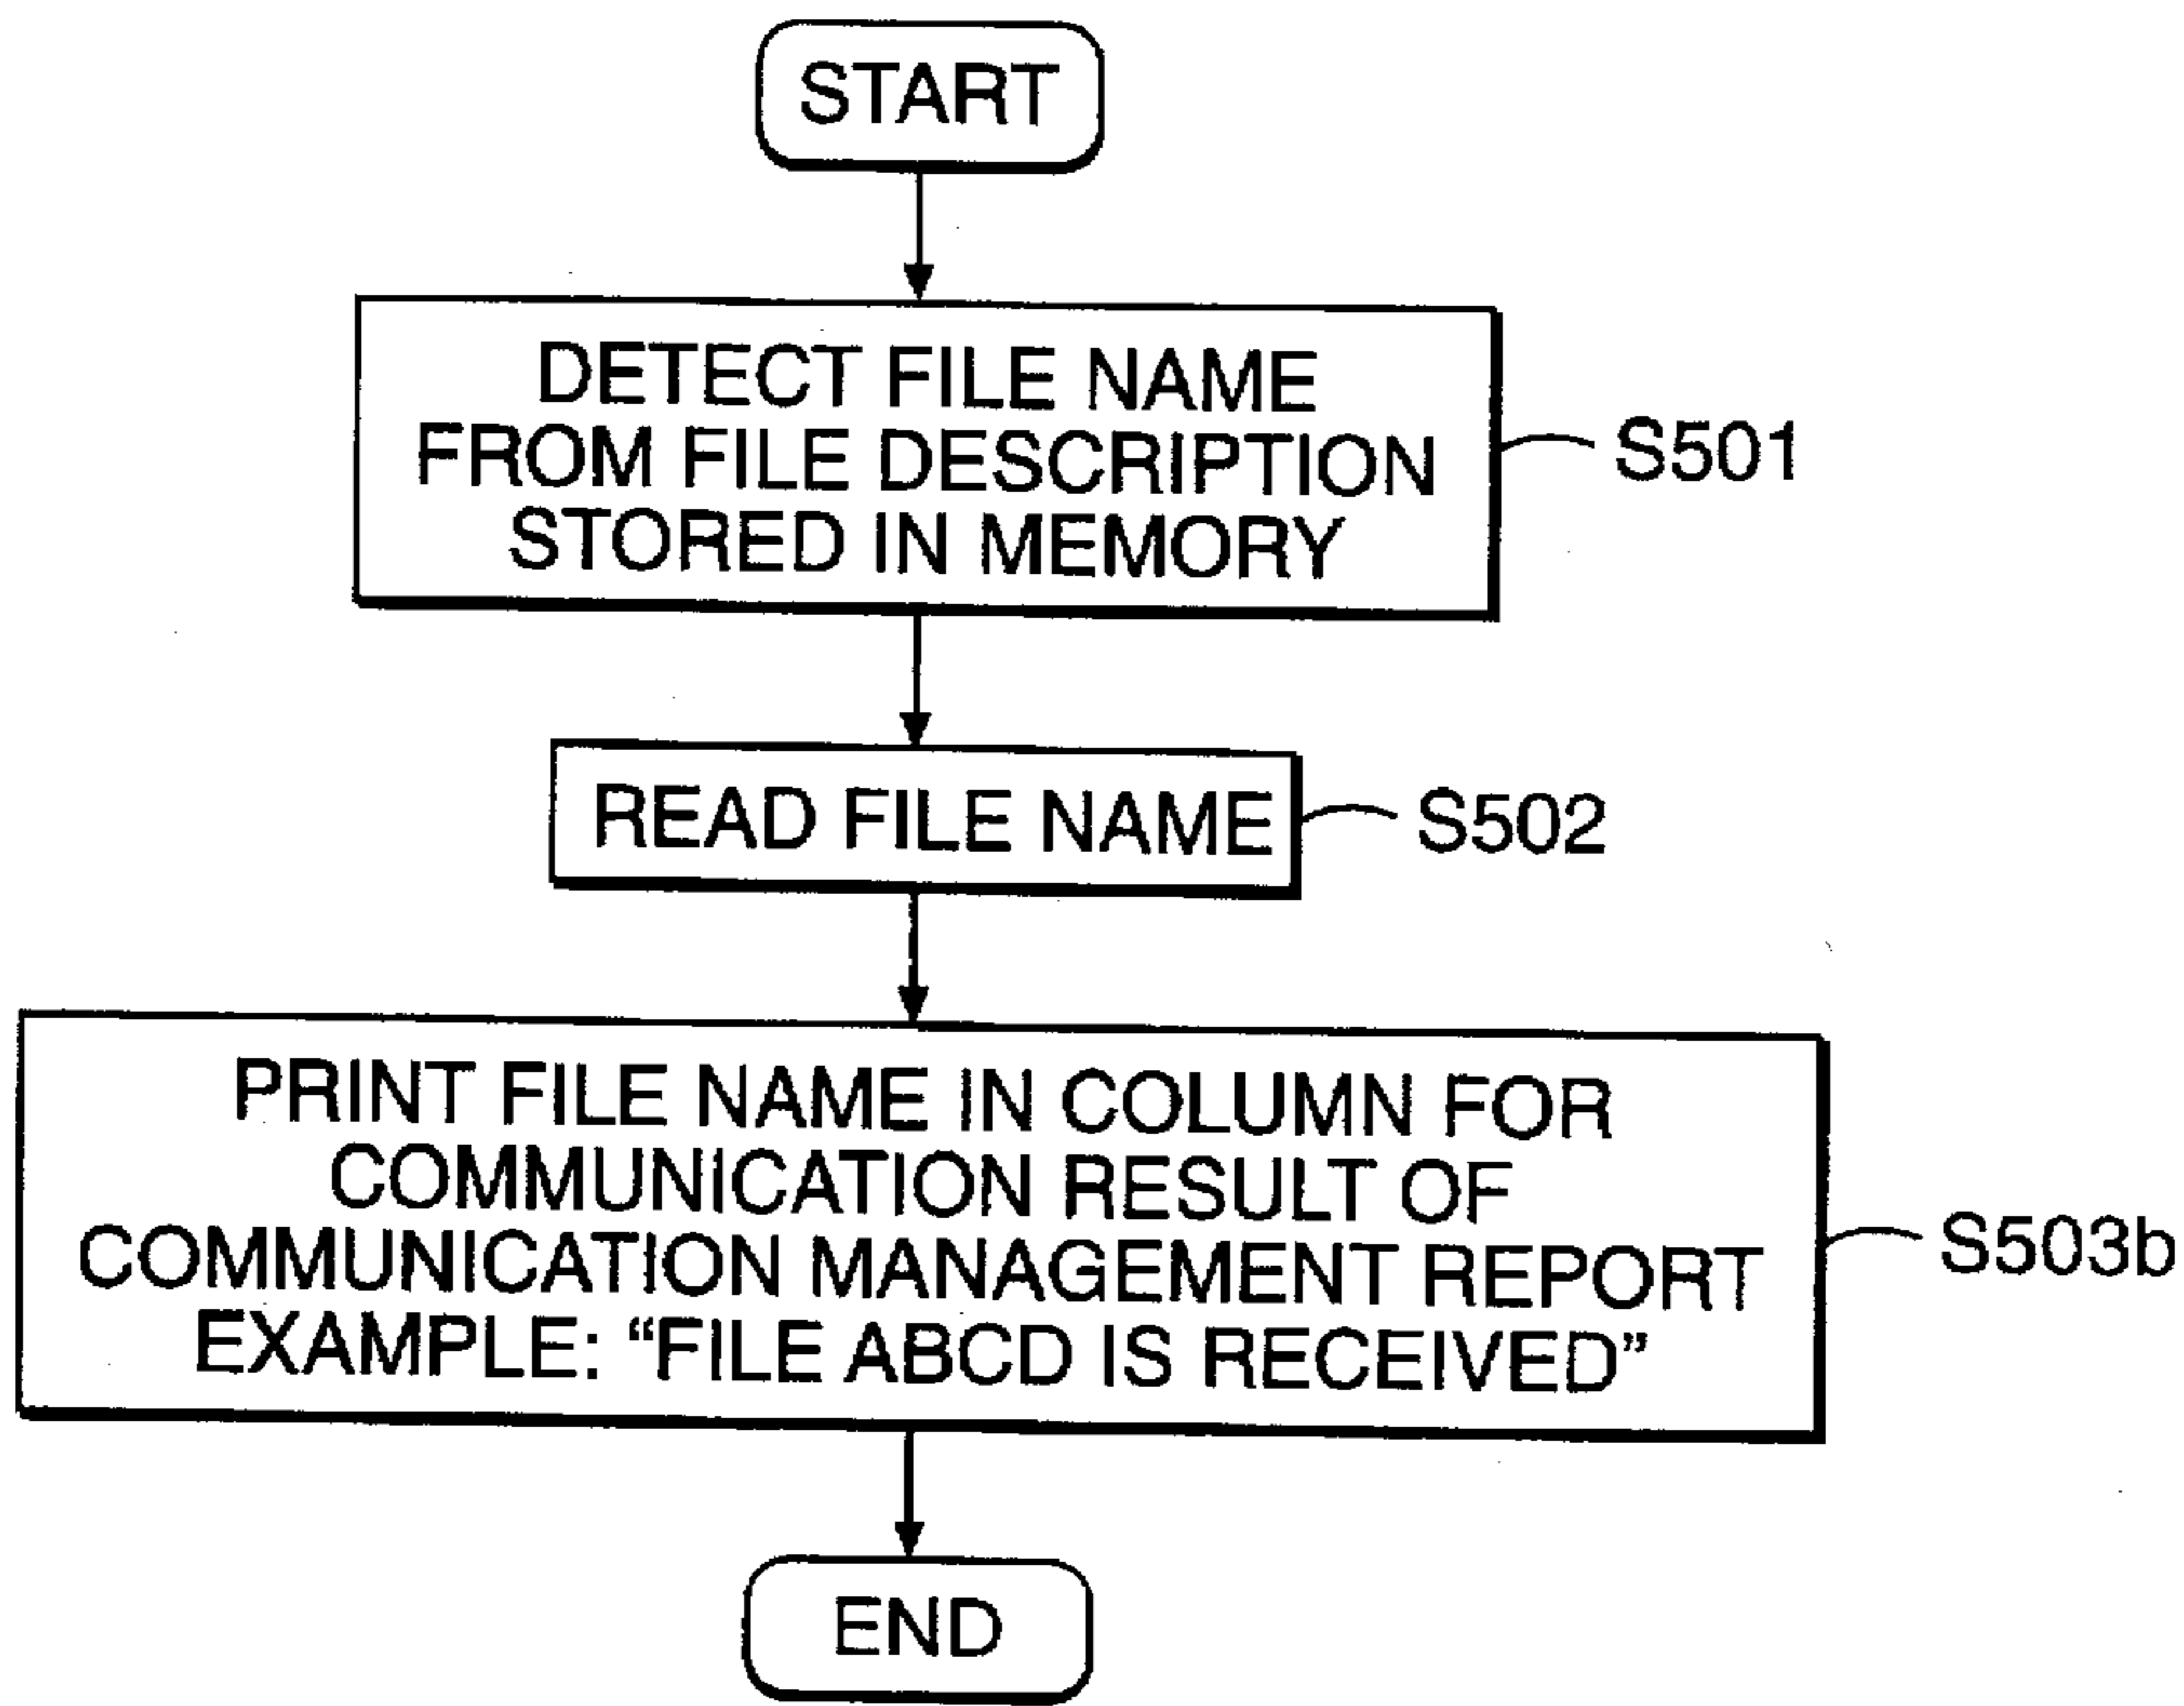 START
DETECT FILE NAME
FROM FILE DESCRIPTION
STORED IN MEMORY
S501
READ FILE NAME
S502
PRINT FILE NAME IN COLUMN FOR
COMMUNICATION RESULT OF
COMMUNICATION MANAGEMENT REPORT
EXAMPLE: “FILE ABCD IS RECEIVED”
S503b
END